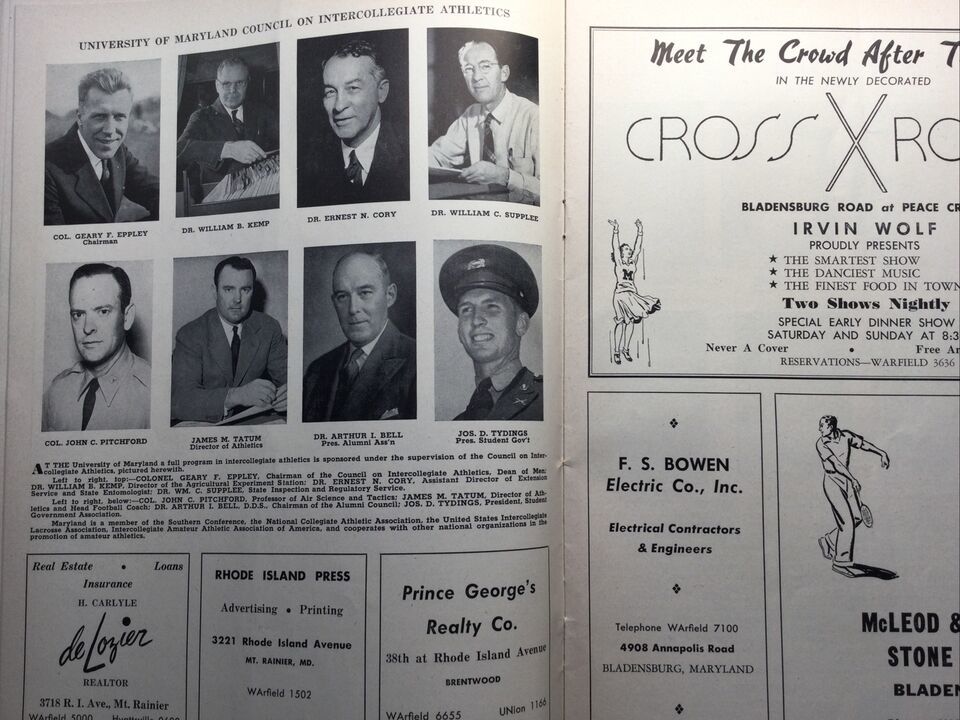 UNIVERSITY OF MARYLAND COUNCIL ON INTERCOLLEGIATE ATHLETICS
COL. GEARY F. EPPLEY
Chairman
DR. WILLIAM B. KEMP
DR. ERNEST N. CORY
DR. WILLIAM C. SUPPLEE
COL. JOHN C. PITCHFORD
JAMES M. TATUM
Director of Athletics
DR. ARTHUR I. BELL
Pres. Alumni Ass'n
JOS. D. TYDINGS
Pres. Student Gov't
AT THE University of Maryland a full program in intercollegiate athletics is sponsored under the supervision of the Council on Inter-
collegiate Athletics, pictured herewith.
Left to right, top:—COLONEL GEARY F. EPPLEY, Chairman of the Council on Intercollegiate Athletics, Dean of Men;
DR. WILLIAM B. KEMP, Director of the Agricultural Experiment Station; DR. ERNEST N. CORY, Assistant Director of Extension
Service and State Entomologist; DR. WM. C. SUPPLEE, State Inspection and Regulatory Service.
Left to right, below:—COL. JOHN C. PITCHFORD, Professor of Air Science and Tactics; JAMES M. TATUM, Director of Ath-
letics and Head Football Coach; DR. ARTHUR I. BELL, D.D.S., Chairman of the Alumni Council; JOS. D. TYDINGS, President, Student
Government Association.
Maryland is a member of the Southern Conference, the National Collegiate Athletic Association, the United States Intercollegiate
Lacrosse Association, Intercollegiate Amateur Athletic Association of America, and cooperates with other national organizations in the
promotion of amateur athletics.
Real Estate • Loans
Insurance
H. CARLYLE
de Lozier
REALTOR
3718 R. I. Ave., Mt. Rainier
WArfield 5000
RHODE ISLAND PRESS
Advertising • Printing
3221 Rhode Island Avenue
MT. RAINIER, MD.
WArfield 1502
Prince George's
Realty Co.
38th at Rhode Island Avenue
BRENTWOOD
WArfield 6655 UNion 1166
Meet The Crowd After T
IN THE NEWLY DECORATED
CROSS X RO
BLADENSBURG ROAD at PEACE CR
IRVIN WOLF
PROUDLY PRESENTS
★ THE SMARTEST SHOW
★ THE DANCIEST MUSIC
★ THE FINEST FOOD IN TOWN
Two Shows Nightly
SPECIAL EARLY DINNER SHOW
SATURDAY AND SUNDAY AT 8:3
Never A Cover • Free
RESERVATIONS—WARFIELD 3636
M
F. S. BOWEN
Electric Co., Inc.
Electrical Contractors
& Engineers
Telephone WArfield 7100
4908 Annapolis Road
BLADENSBURG, MARYLAND
McLEOD &
STONE
BLADEN